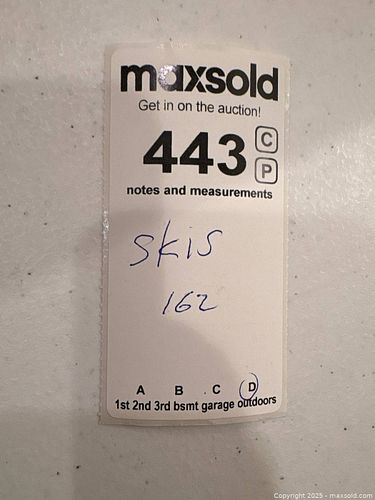 maxsold
Get in on the auction!
443 C
P
notes and measurements
skis
162
A B C D
1st 2nd 3rd bsmt garage outdoors
Copyright 2025 - maxsold.com